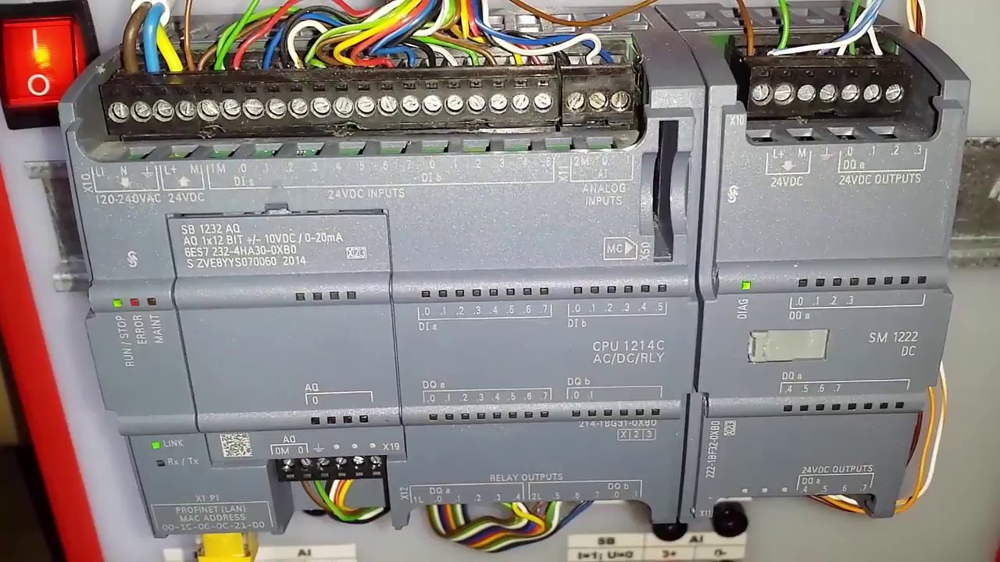 X10 L1 N L+ M 1M .0 .1 .2 .3 .4 .5 .6 .7 .0 .1 .2 .3 .4 .5 X11 2M 0 1
DI a DI b AI
120-240VAC 24VDC 24VDC INPUTS ANALOG
INPUTS
X10 L+ M .0 .1 .2 .3
DQ a
24VDC 24VDC OUTPUTS
SB 1232 AQ
AQ 1x12 BIT +/- 10VDC / 0-20mA
6ES7 232-4HA30-0XB0
S ZVE8YYS070060 2014
MC X50
RUN / STOP
ERROR
MAINT
.0 .1 .2 .3 .4 .5 .6 .7 .0 .1 .2 .3 .4 .5
DI a DI b
CPU 1214C
AC/DC/RLY
DIAG
.0 .1 .2 .3
DQ a
SM 1222
DC
AQ
0
DQ a DQ b
.0 .1 .2 .3 .4 .5 .6 .7 .0 .1
DQ a
.4 .5 .6 .7
214-1BG31-0XB0
X 2 3
222-1BF32-0XB0
LINK
Rx / Tx
AQ
0M 0 X19
RELAY OUTPUTS
X12 DQ a DQ b
1L .0 .1 .2 .3 .4 2L .5 .6 .7 .0 .1
24VDC OUTPUTS
DQ a
.4 .5 .6 .7
X11
X1 P1
PROFINET (LAN)
MAC ADDRESS
00-1C-06-0C-21-D0
AI
SB AI
I=1; U=0 3+ 0-